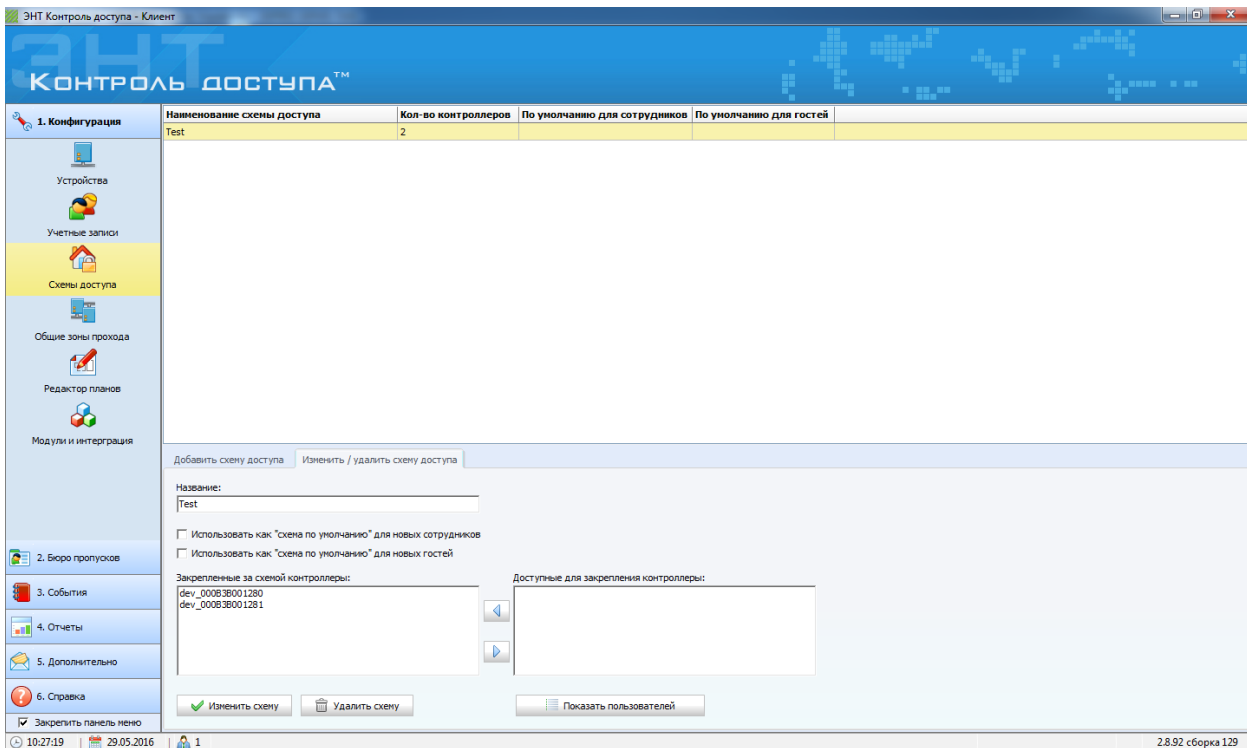 ЭНТ Контроль доступа - Клиент
ЭНТ
Контроль доступа™
1. Конфигурация
Устройства
Учетные записи
Схемы доступа
Общие зоны прохода
Редактор планов
Модули и интерграция
2. Бюро пропусков
3. События
4. Отчеты
5. Дополнительно
6. Справка
Закрепить панель меню
Наименование схемы доступа Кол-во контроллеров По умолчанию для сотрудников По умолчанию для гостей
Test 2
Добавить схему доступа Изменить / удалить схему доступа
Название:
Test
Использовать как "схема по умолчанию" для новых сотрудников
Использовать как "схема по умолчанию" для новых гостей
Закрепленные за схемой контроллеры: Доступные для закрепления контроллеры:
dev_000B3B001280
dev_000B3B001281
Изменить схему Удалить схему Показать пользователей
10:27:19 29.05.2016 1 2.8.92 сборка 129